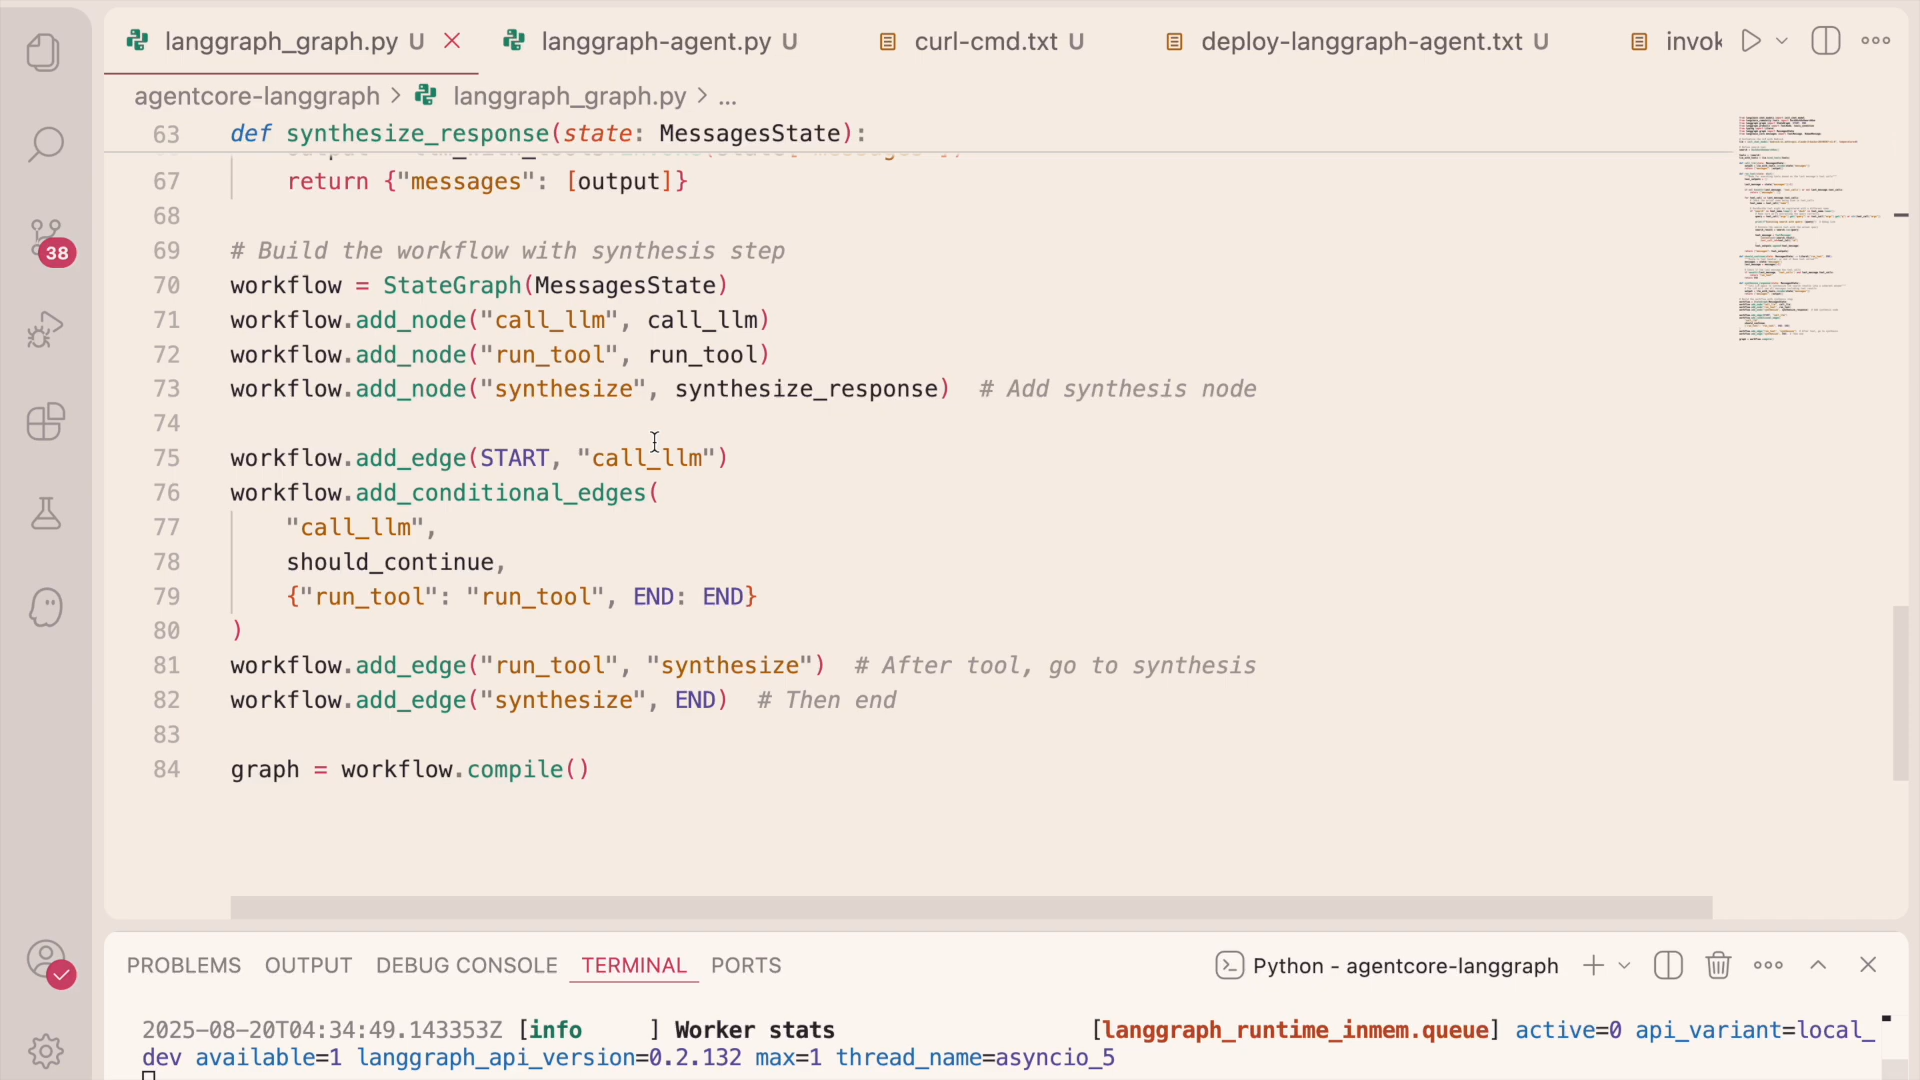 langgraph_graph.py U
langgraph-agent.py U
curl-cmd.txt U
deploy-langgraph-agent.txt U
invok
agentcore-langgraph > langgraph_graph.py > ...
63 def synthesize_response(state: MessagesState):
67 return {"messages": [output]}
68
69 # Build the workflow with synthesis step
70 workflow = StateGraph(MessagesState)
71 workflow.add_node("call_llm", call_llm)
72 workflow.add_node("run_tool", run_tool)
73 workflow.add_node("synthesize", synthesize_response)  # Add synthesis node
74
75 workflow.add_edge(START, "call_llm")
76 workflow.add_conditional_edges(
77 "call_llm",
78 should_continue,
79 {"run_tool": "run_tool", END: END}
80 )
81 workflow.add_edge("run_tool", "synthesize")  # After tool, go to synthesis
82 workflow.add_edge("synthesize", END)  # Then end
83
84 graph = workflow.compile()
38
PROBLEMS OUTPUT DEBUG CONSOLE TERMINAL PORTS
Python - agentcore-langgraph
2025-08-20T04:34:49.143353Z [info     ] Worker stats [langgraph_runtime_inmem.queue] active=0 api_variant=local_
dev available=1 langgraph_api_version=0.2.132 max=1 thread_name=asyncio_5